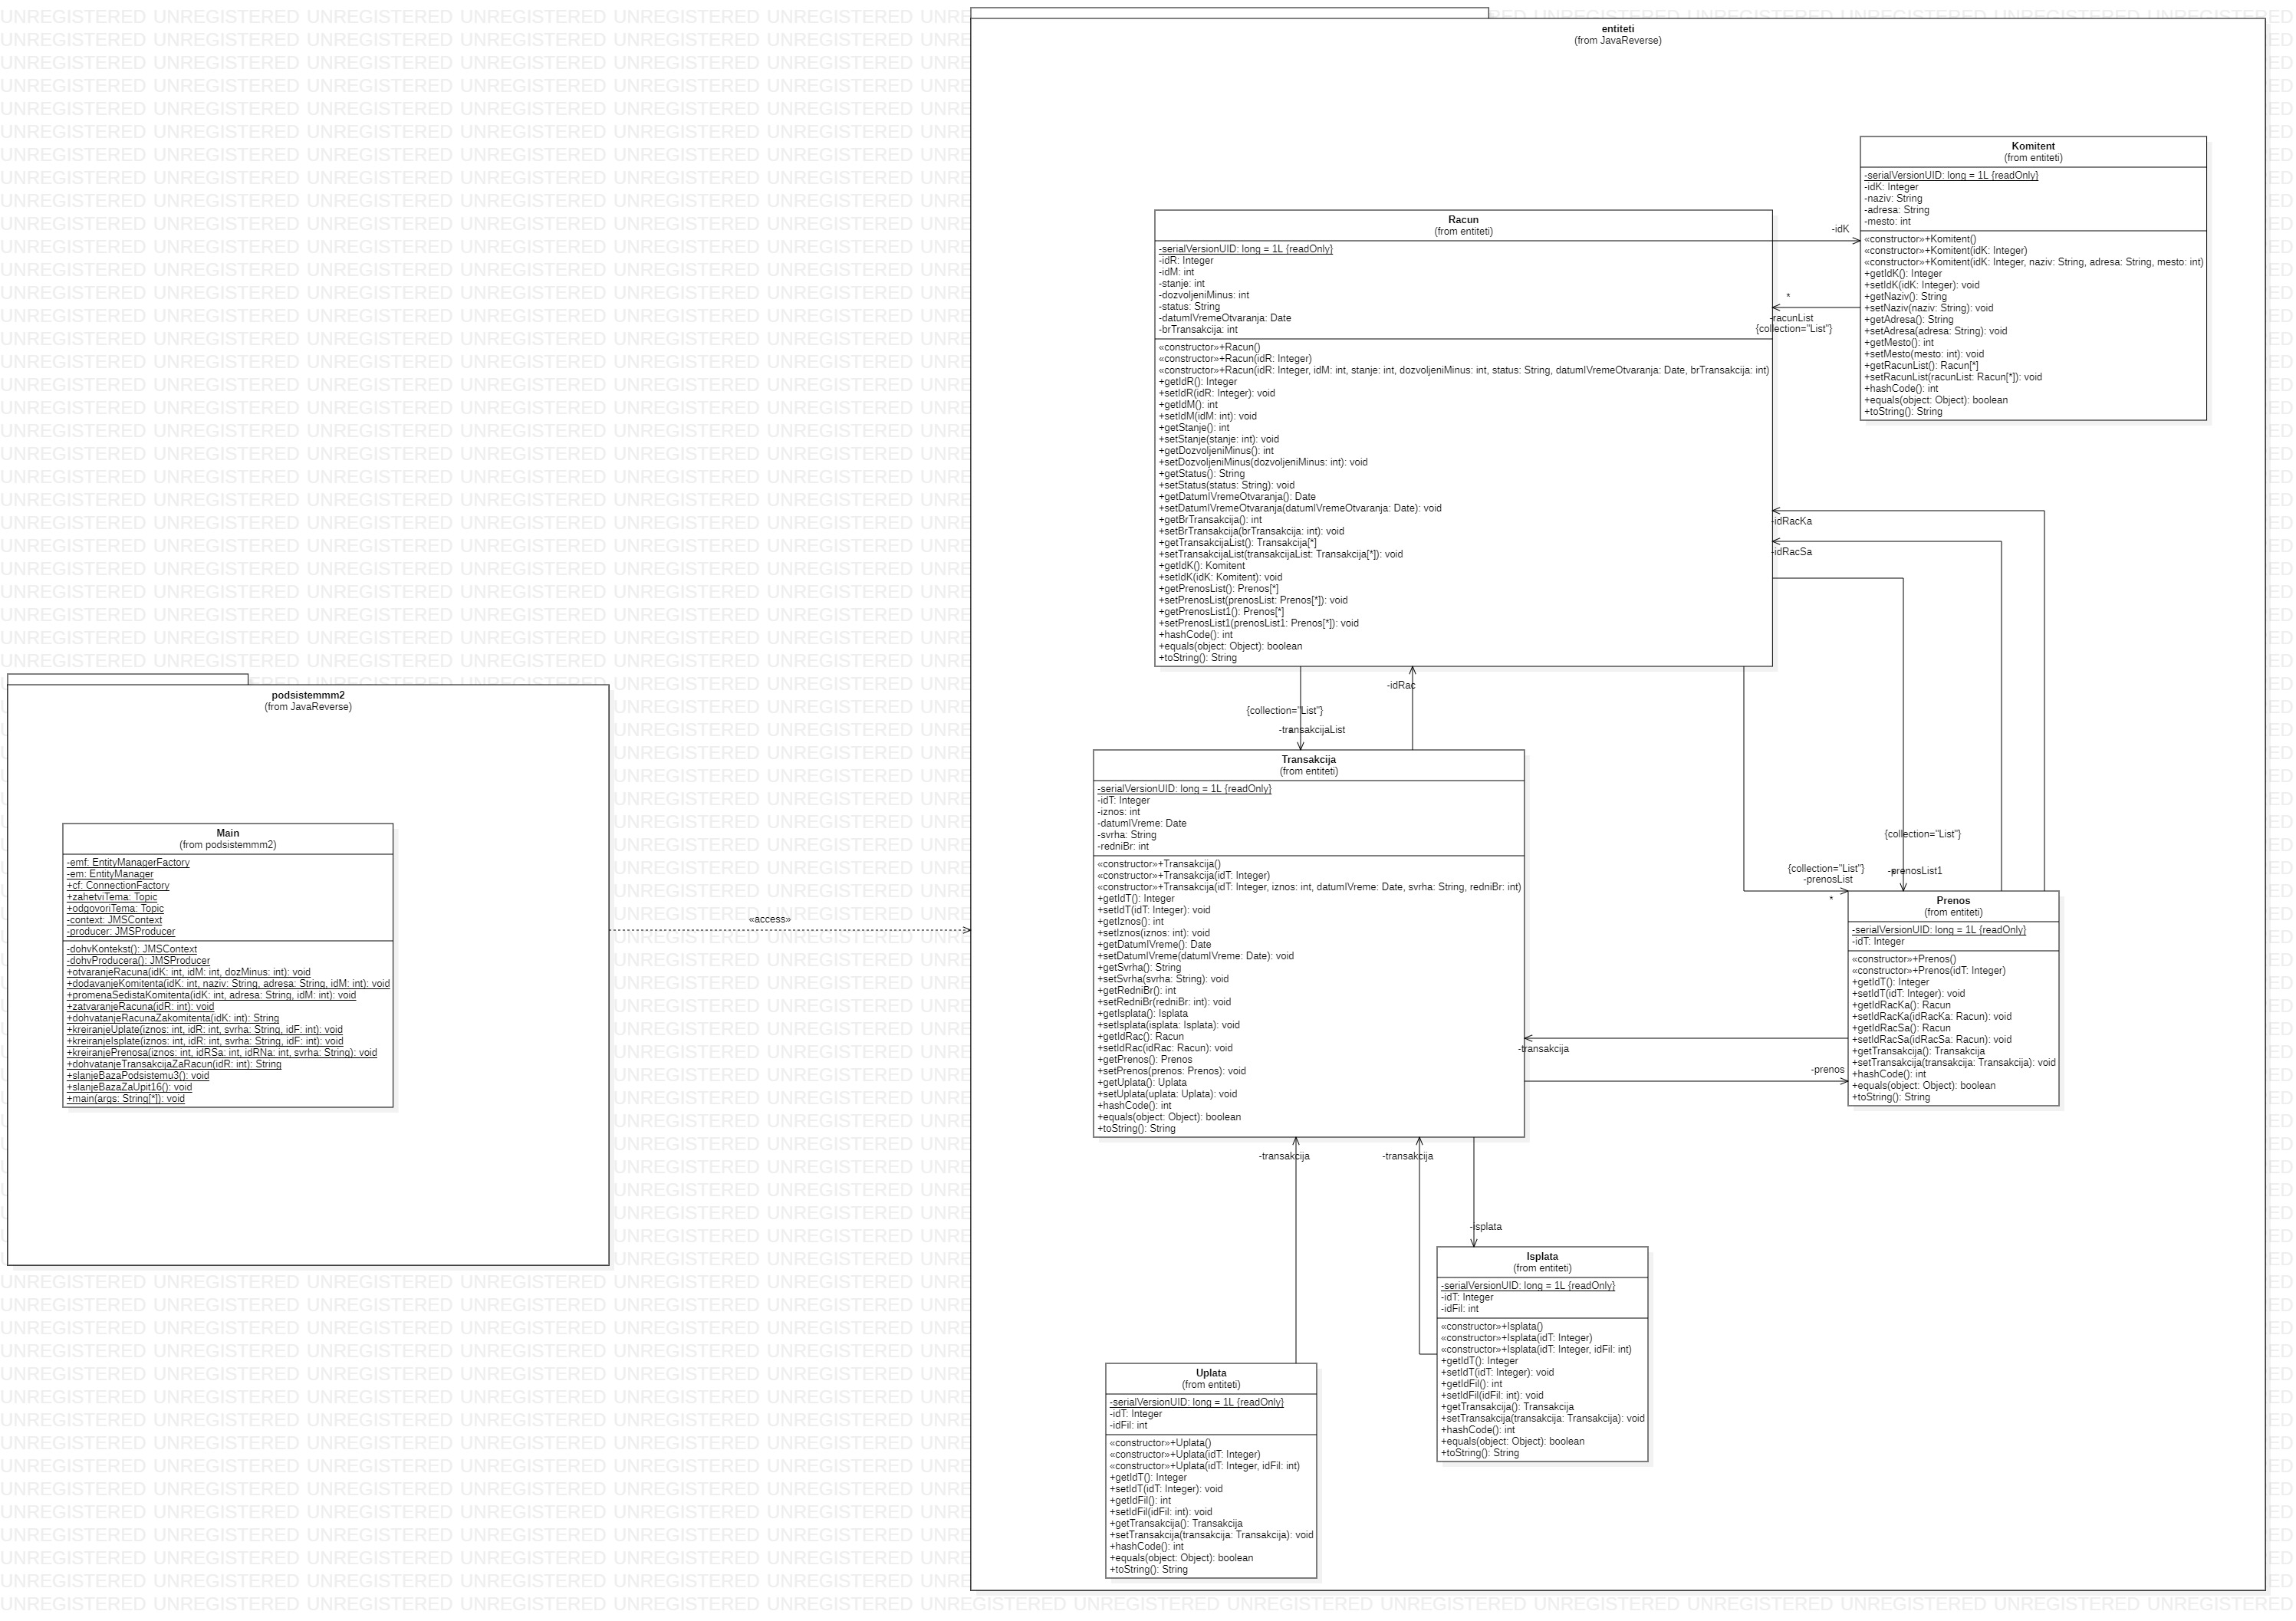 entiteti
(from JavaReverse)
Komitent
(from entiteti)
-serialVersionUID: long = 1L {readOnly}
-idK: Integer
-naziv: String
-adresa: String
-mesto: int
«constructor»+Komitent()
«constructor»+Komitent(idK: Integer)
«constructor»+Komitent(idK: Integer, naziv: String, adresa: String, mesto: int)
+getIdK(): Integer
+setIdK(idK: Integer): void
+getNaziv(): String
+setNaziv(naziv: String): void
+getAdresa(): String
+setAdresa(adresa: String): void
+getMesto(): int
+setMesto(mesto: int): void
+getRacunList(): Racun[*]
+setRacunList(racunList: Racun[*]): void
+hashCode(): int
+equals(object: Object): boolean
+toString(): String
Racun
(from entiteti)
-serialVersionUID: long = 1L {readOnly}
-idR: Integer
-idM: int
-stanje: int
-dozvoljeniMinus: int
-status: String
-datumIVremeOtvaranja: Date
-brTransakcija: int
«constructor»+Racun()
«constructor»+Racun(idR: Integer)
«constructor»+Racun(idR: Integer, idM: int, stanje: int, dozvoljeniMinus: int, status: String, datumIVremeOtvaranja: Date, brTransakcija: int)
+getIdR(): Integer
+setIdR(idR: Integer): void
+getIdM(): int
+setIdM(idM: int): void
+getStanje(): int
+setStanje(stanje: int): void
+getDozvoljeniMinus(): int
+setDozvoljeniMinus(dozvoljeniMinus: int): void
+getStatus(): String
+setStatus(status: String): void
+getDatumIVremeOtvaranja(): Date
+setDatumIVremeOtvaranja(datumIVremeOtvaranja: Date): void
+getBrTransakcija(): int
+setBrTransakcija(brTransakcija: int): void
+getTransakcijaList(): Transakcija[*]
+setTransakcijaList(transakcijaList: Transakcija[*]): void
+getIdK(): Komitent
+setIdK(idK: Komitent): void
+getPrenosList(): Prenos[*]
+setPrenosList(prenosList: Prenos[*]): void
+getPrenosList1(): Prenos[*]
+setPrenosList1(prenosList1: Prenos[*]): void
+hashCode(): int
+equals(object: Object): boolean
+toString(): String
-idK
*
-racunList
{collection="List"}
-idRacKa
-idRacSa
-idRac
{collection="List"}
-transakcijaList
podsistemmm2
(from JavaReverse)
Main
(from podsistemmm2)
-emf: EntityManagerFactory
-em: EntityManager
+cf: ConnectionFactory
+zahetviTema: Topic
+odgovoriTema: Topic
-context: JMSContext
-producer: JMSProducer
-dohvKontekst(): JMSContext
-dohvProducera(): JMSProducer
+otvaranjeRacuna(idK: int, idM: int, dozMinus: int): void
+dodavanjeKomitenta(idK: int, naziv: String, adresa: String, idM: int): void
+promenaSedistaKomitenta(idK: int, adresa: String, idM: int): void
+zatvaranjeRacuna(idR: int): void
+dohvatanjeRacunaZakomitenta(idK: int): String
+kreiranjeUplate(iznos: int, idR: int, svrha: String, idF: int): void
+kreiranjeIsplate(iznos: int, idR: int, svrha: String, idF: int): void
+kreiranjePrenosa(iznos: int, idRSa: int, idRNa: int, svrha: String): void
+dohvatanjeTransakcijaZaRacun(idR: int): String
+slanjeBazaPodsistemu3(): void
+slanjeBazaZaUpit16(): void
+main(args: String[*]): void
«access»
Transakcija
(from entiteti)
-serialVersionUID: long = 1L {readOnly}
-idT: Integer
-iznos: int
-datumIVreme: Date
-svrha: String
-redniBr: int
«constructor»+Transakcija()
«constructor»+Transakcija(idT: Integer)
«constructor»+Transakcija(idT: Integer, iznos: int, datumIVreme: Date, svrha: String, redniBr: int)
+getIdT(): Integer
+setIdT(idT: Integer): void
+getIznos(): int
+setIznos(iznos: int): void
+getDatumIVreme(): Date
+setDatumIVreme(datumIVreme: Date): void
+getSvrha(): String
+setSvrha(svrha: String): void
+getRedniBr(): int
+setRedniBr(redniBr: int): void
+getIsplata(): Isplata
+setIsplata(isplata: Isplata): void
+getIdRac(): Racun
+setIdRac(idRac: Racun): void
+getPrenos(): Prenos
+setPrenos(prenos: Prenos): void
+getUplata(): Uplata
+setUplata(uplata: Uplata): void
+hashCode(): int
+equals(object: Object): boolean
+toString(): String
{collection="List"}
{collection="List"}
-prenosList1
-prenosList
*
Prenos
(from entiteti)
-serialVersionUID: long = 1L {readOnly}
-idT: Integer
«constructor»+Prenos()
«constructor»+Prenos(idT: Integer)
+getIdT(): Integer
+setIdT(idT: Integer): void
+getIdRacKa(): Racun
+setIdRacKa(idRacKa: Racun): void
+getIdRacSa(): Racun
+setIdRacSa(idRacSa: Racun): void
+getTransakcija(): Transakcija
+setTransakcija(transakcija: Transakcija): void
+hashCode(): int
+equals(object: Object): boolean
+toString(): String
-transakcija
-prenos
-transakcija
-transakcija
-isplata
Isplata
(from entiteti)
-serialVersionUID: long = 1L {readOnly}
-idT: Integer
-idFil: int
«constructor»+Isplata()
«constructor»+Isplata(idT: Integer)
«constructor»+Isplata(idT: Integer, idFil: int)
+getIdT(): Integer
+setIdT(idT: Integer): void
+getIdFil(): int
+setIdFil(idFil: int): void
+getTransakcija(): Transakcija
+setTransakcija(transakcija: Transakcija): void
+hashCode(): int
+equals(object: Object): boolean
+toString(): String
Uplata
(from entiteti)
-serialVersionUID: long = 1L {readOnly}
-idT: Integer
-idFil: int
«constructor»+Uplata()
«constructor»+Uplata(idT: Integer)
«constructor»+Uplata(idT: Integer, idFil: int)
+getIdT(): Integer
+setIdT(idT: Integer): void
+getIdFil(): int
+setIdFil(idFil: int): void
+getTransakcija(): Transakcija
+setTransakcija(transakcija: Transakcija): void
+hashCode(): int
+equals(object: Object): boolean
+toString(): String